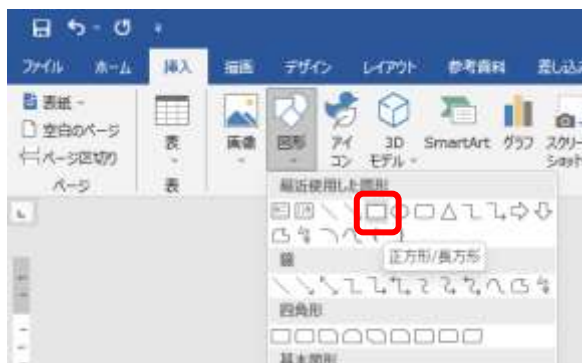 ファイル ホーム 挿入 描画 デザイン レイアウト 参考資料 差し込み
表紙
空白のページ
ページ区切り
ページ
表
表
画像
図形
アイコン
3D
モデル
SmartArt
グラフ
スクリーン
ショット
最近使用した図形
正方形/長方形
線
四角形
基本図形